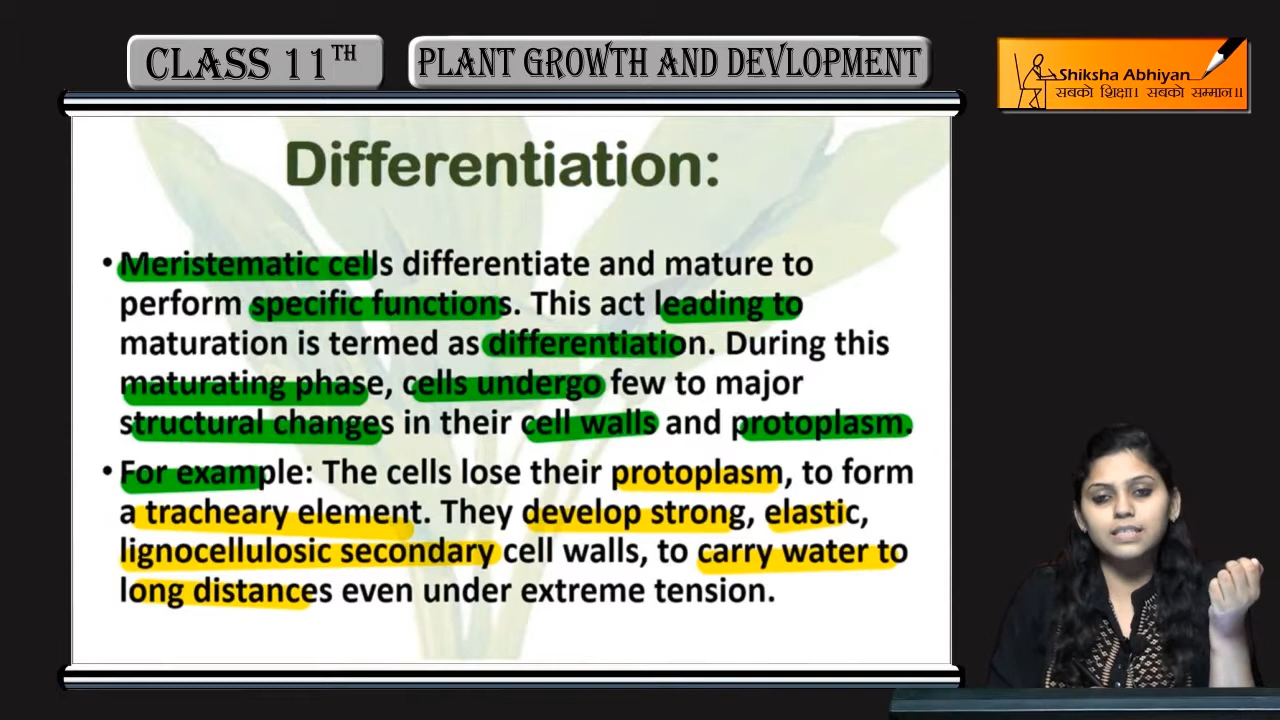 CLASS 11TH
PLANT GROWTH AND DEVLOPMENT
Shiksha Abhiyan
सबको शिक्षा। सबको सम्मान।।
Differentiation:
• Meristematic cells differentiate and mature to
perform specific functions. This act leading to
maturation is termed as differentiation. During this
maturating phase, cells undergo few to major
structural changes in their cell walls and protoplasm.
• For example: The cells lose their protoplasm, to form
a tracheary element. They develop strong, elastic,
lignocellulosic secondary cell walls, to carry water to
long distances even under extreme tension.